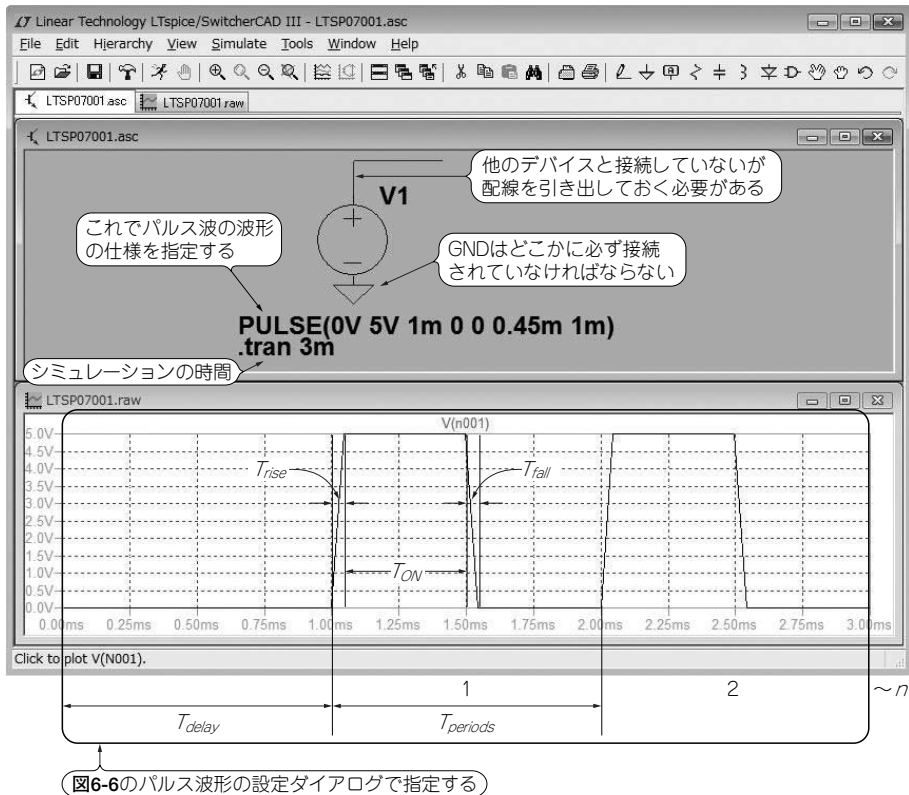 Linear Technology LTspice/SwitcherCAD III - LTSP07001.asc
File Edit Hierarchy View Simulate Tools Window Help
LTSP07001.asc LTSP07001.raw
LTSP07001.asc
他のデバイスと接続していないが
配線を引き出しておく必要がある
V1
これでパルス波の波形
の仕様を指定する
GNDはどこかに必ず接続
されていなければならない
PULSE(0V 5V 1m 0 0 0.45m 1m)
.tran 3m
シミュレーションの時間
LTSP07001.raw
V(n001)
5.0V
4.5V
4.0V
3.5V
3.0V
2.5V
2.0V
1.5V
1.0V
0.5V
0.0V
Trise
Tfall
TON
0.00ms 0.25ms 0.50ms 0.75ms 1.00ms 1.25ms 1.50ms 1.75ms 2.00ms 2.25ms 2.50ms 2.75ms 3.00ms
Click to plot V(N001).
1 2 ～n
Tdelay Tperiods
図6-6のパルス波形の設定ダイアログで指定する